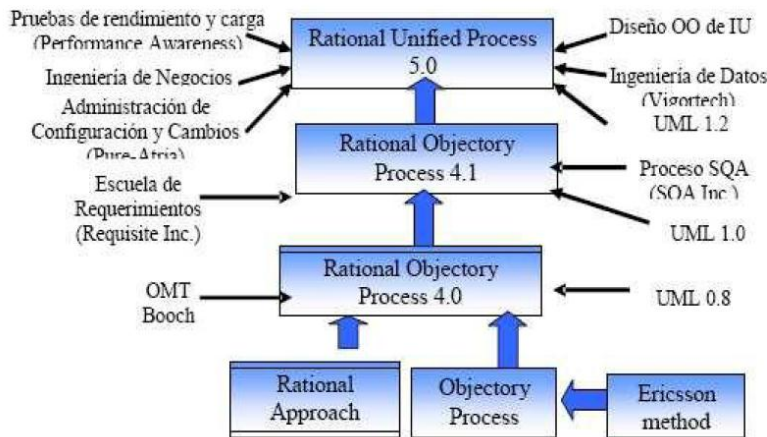 Pruebas de rendimiento y carga
(Performance Awareness)
Ingeniería de Negocios
Administración de
Configuración y Cambios
(Pure-Atria)
Rational Unified Process
5.0
Diseño OO de IU
Ingeniería de Datos
(Vigortech)
UML 1.2
Escuela de
Requerimientos
(Requisite Inc.)
Rational Objectory
Process 4.1
Proceso SQA
(SQA Inc.)
UML 1.0
OMT
Booch
Rational Objectory
Process 4.0
UML 0.8
Rational
Approach
Objectory
Process
Ericsson
method